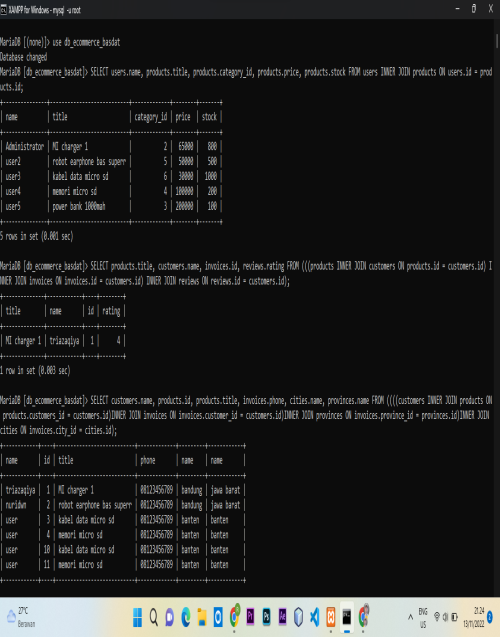 XAMPP for Windows - mysql -u root
MariaDB [(none)]> use db_ecommerce_basdat
Database changed
MariaDB [db_ecommerce_basdat]> SELECT users.name, products.title, products.category_id, products.price, products.stock FROM users INNER JOIN products ON users.id = prod
ucts.id;
| name | title | category_id | price | stock |
| Administrator | MI charger 1 | 2 | 65000 | 800 |
| user2 | robot earphone bas superr | 5 | 50000 | 500 |
| user3 | kabel data micro sd | 6 | 30000 | 1000 |
| user4 | memori micro sd | 4 | 100000 | 200 |
| user5 | power bank 1000mah | 3 | 200000 | 100 |
5 rows in set (0.001 sec)
MariaDB [db_ecommerce_basdat]> SELECT products.title, customers.name, invoices.id, reviews.rating FROM (((products INNER JOIN customers ON products.id = customers.id) I
NNER JOIN invoices ON invoices.id = customers.id) INNER JOIN reviews ON reviews.id = customers.id);
| title | name | id | rating |
| MI charger 1 | triazaqiya | 1 | 4 |
1 row in set (0.003 sec)
MariaDB [db_ecommerce_basdat]> SELECT customers.name, products.id, products.title, invoices.phone, cities.name, provinces.name FROM ((((customers INNER JOIN products ON
products.customers_id = customers.id)INNER JOIN invoices ON invoices.customer_id = customers.id)INNER JOIN provinces ON invoices.province_id = provinces.id)INNER JOIN
cities ON invoices.city_id = cities.id);
| name | id | title | phone | name | name |
| triazaqiya | 1 | MI charger 1 | 08123456789 | bandung | jawa barat |
| nuridwn | 2 | robot earphone bas superr | 08123456789 | bandung | jawa barat |
| user | 3 | kabel data micro sd | 08123456789 | banten | banten |
| user | 4 | memori micro sd | 08123456789 | banten | banten |
| user | 10 | kabel data micro sd | 08123456789 | banten | banten |
| user | 11 | memori micro sd | 08123456789 | banten | banten |
27°C
Berawan
Pr
Ps
Ae
ENG
US
21.24
13/11/2022